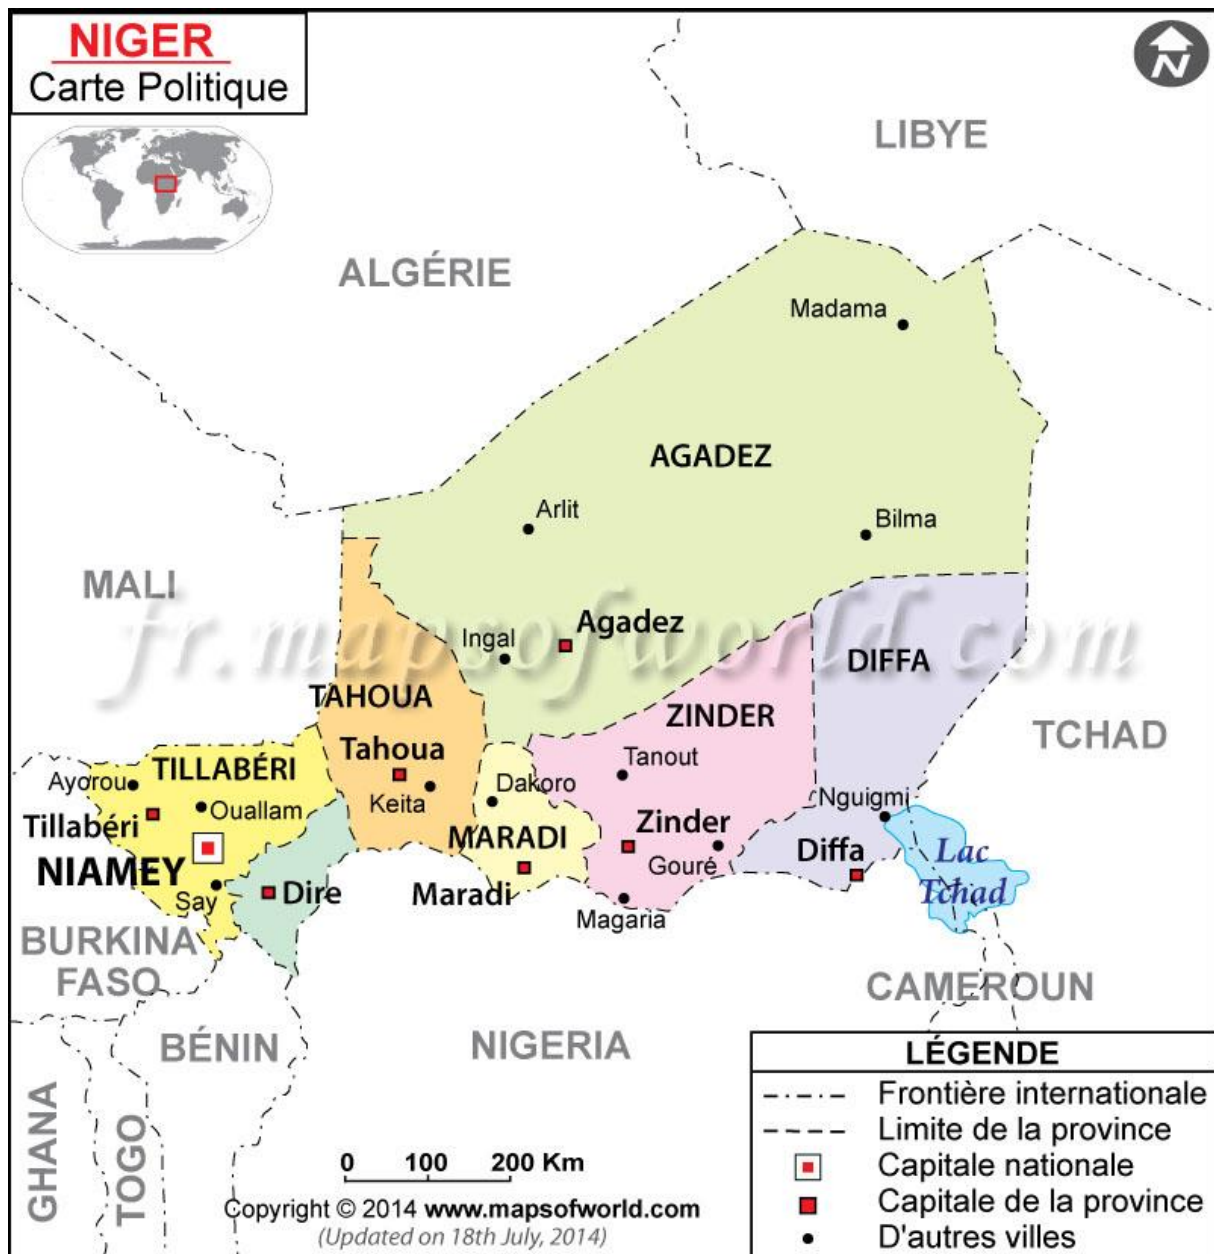 NIGER
Carte Politique
N
LIBYE
ALGÉRIE
Madama
AGADEZ
Arlit
Bilma
MALI
fr.mapsofworld.com
Agadez
Ingal
DIFFA
TAHOUA
ZINDER
TCHAD
Tahoua
Tanout
TILLABÉRI
Ayorou
Keita
Dakoro
Nguigmi
Ouallam
Tillabéri
MARADI
Zinder
Diffa
Lac
Tchad
NIAMEY
Gouré
Say
Dire
Maradi
Magaria
BURKINA
FASO
CAMEROUN
BÉNIN
NIGERIA
GHANA
TOGO
LÉGENDE
Frontière internationale
Limite de la province
Capitale nationale
Capitale de la province
D'autres villes
0 100 200 Km
Copyright © 2014 www.mapsofworld.com
(Updated on 18th July, 2014)